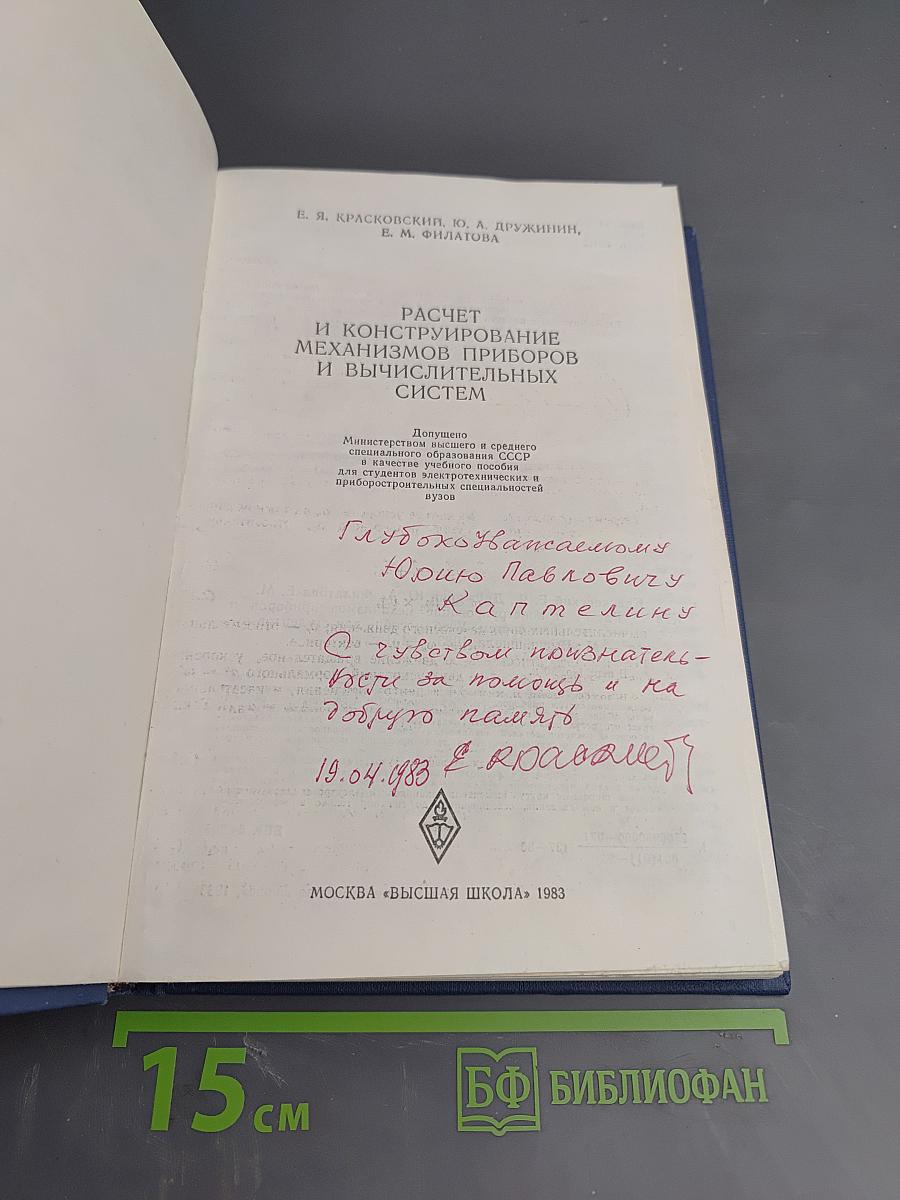 Е. Я. КРАСКОВСКИЙ, Ю. А. ДРУЖИНИН,
Е. М. ФИЛАТОВА
РАСЧЕТ
И КОНСТРУИРОВАНИЕ
МЕХАНИЗМОВ ПРИБОРОВ
И ВЫЧИСЛИТЕЛЬНЫХ
СИСТЕМ
Допущено
Министерством высшего и среднего
специального образования СССР
в качестве учебного пособия
для студентов электротехнических и
приборостроительных специальностей
вузов
Глубокоуважаемому
Юрию Павловичу
Каптелину
С чувством признатель-
ности за помощь и на
добрую память
19.04.1983 Е.
МОСКВА «ВЫСШАЯ ШКОЛА» 1983
15 см
БФ БИБЛИОФАН